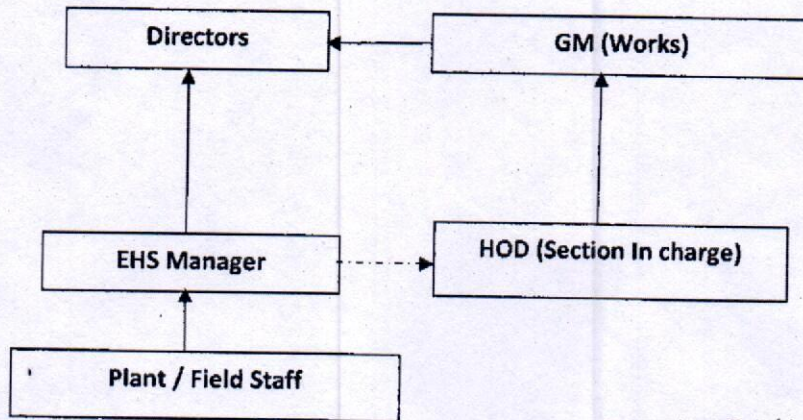 Directors
GM (Works)
EHS Manager
HOD (Section In charge)
Plant / Field Staff